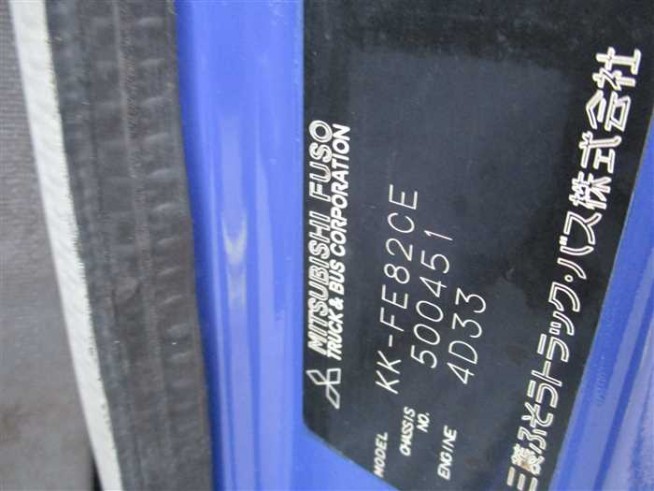 MITSUBISHI FUSO
TRUCK & BUS CORPORATION
MODEL KK-FE82CE
CHASSIS NO. 500451
ENGINE 4D33
三菱ふそうトラック・バス株式会社